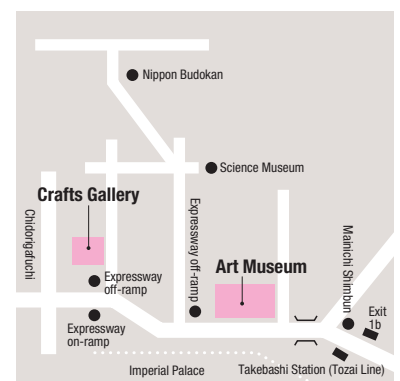 Nippon Budokan
Science Museum
Crafts Gallery
Chidorigafuchi
Expressway off-ramp
Art Museum
Mainichi Shimbun
Expressway
off-ramp
Exit
1b
Expressway
on-ramp
Imperial Palace
Takebashi Station (Tozai Line)